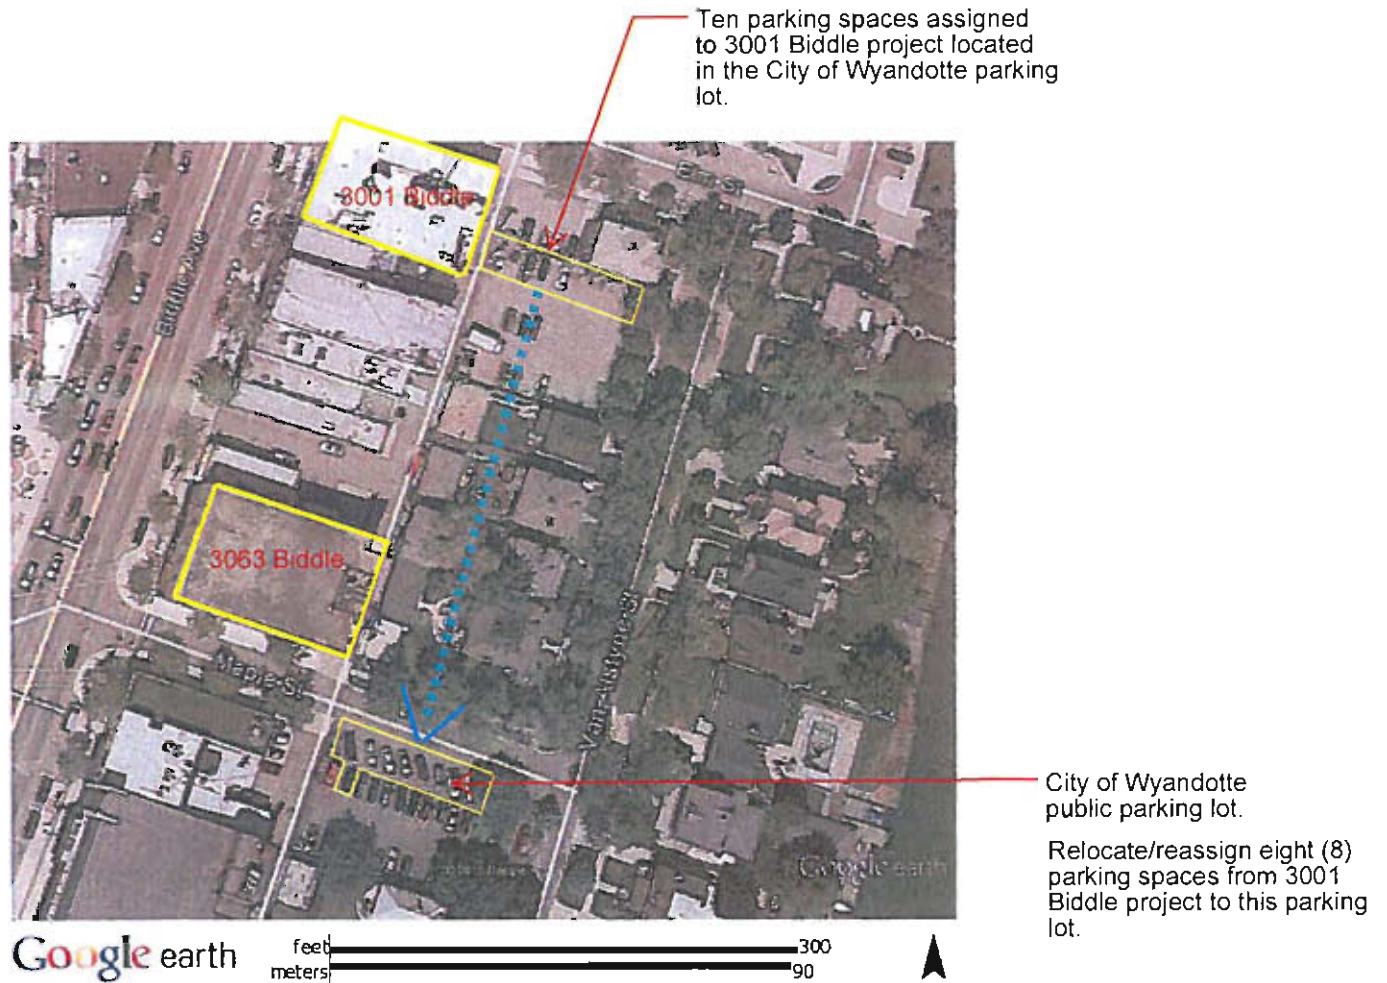 Ten parking spaces assigned
to 3001 Biddle project located
in the City of Wyandotte parking
lot.
Elm St
3001 Biddle
Biddle Ave
3063 Biddle
Maple St
Van Alstyne St
City of Wyandotte
public parking lot.
Relocate/reassign eight (8)
parking spaces from 3001
Biddle project to this parking
lot.
Google earth
Google earth
feet 300
meters 90